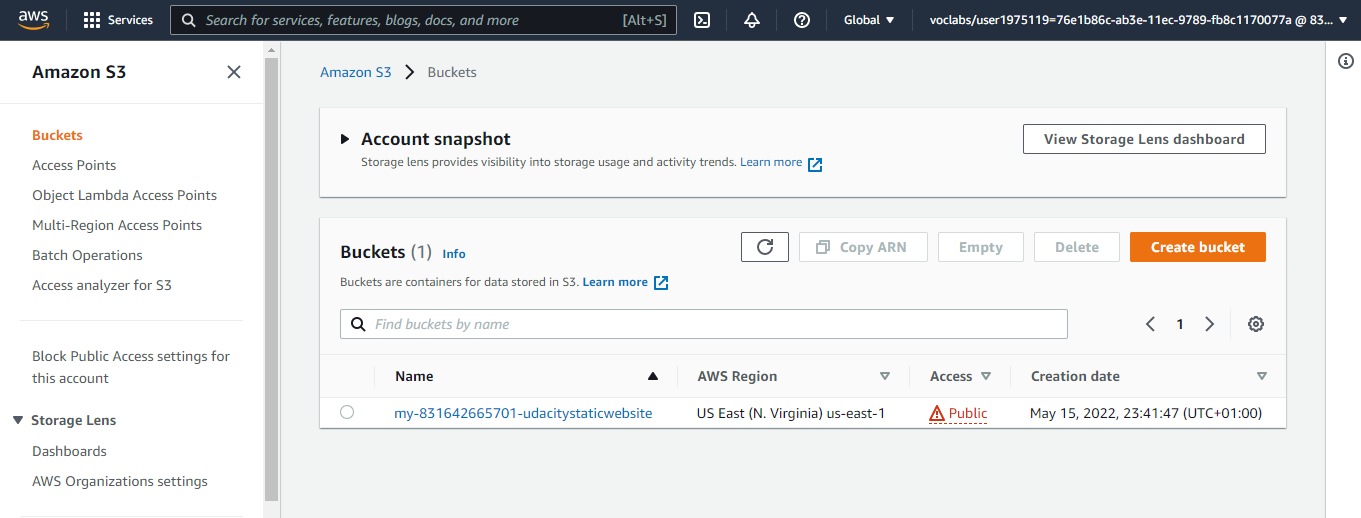 aws Services Search for services, features, blogs, docs, and more [Alt+S] Global voclabs/user1975119=76e1b86c-ab3e-11ec-9789-fb8c1170077a @ 83...
Amazon S3
Buckets
Access Points
Object Lambda Access Points
Multi-Region Access Points
Batch Operations
Access analyzer for S3
Block Public Access settings for
this account
Storage Lens
Dashboards
AWS Organizations settings
Amazon S3 Buckets
Account snapshot
View Storage Lens dashboard
Storage lens provides visibility into storage usage and activity trends. Learn more
Buckets (1) Info
Copy ARN Empty Delete Create bucket
Buckets are containers for data stored in S3. Learn more
Find buckets by name
1
Name AWS Region Access Creation date
my-831642665701-udacitystaticwebsite US East (N. Virginia) us-east-1 Public May 15, 2022, 23:41:47 (UTC+01:00)